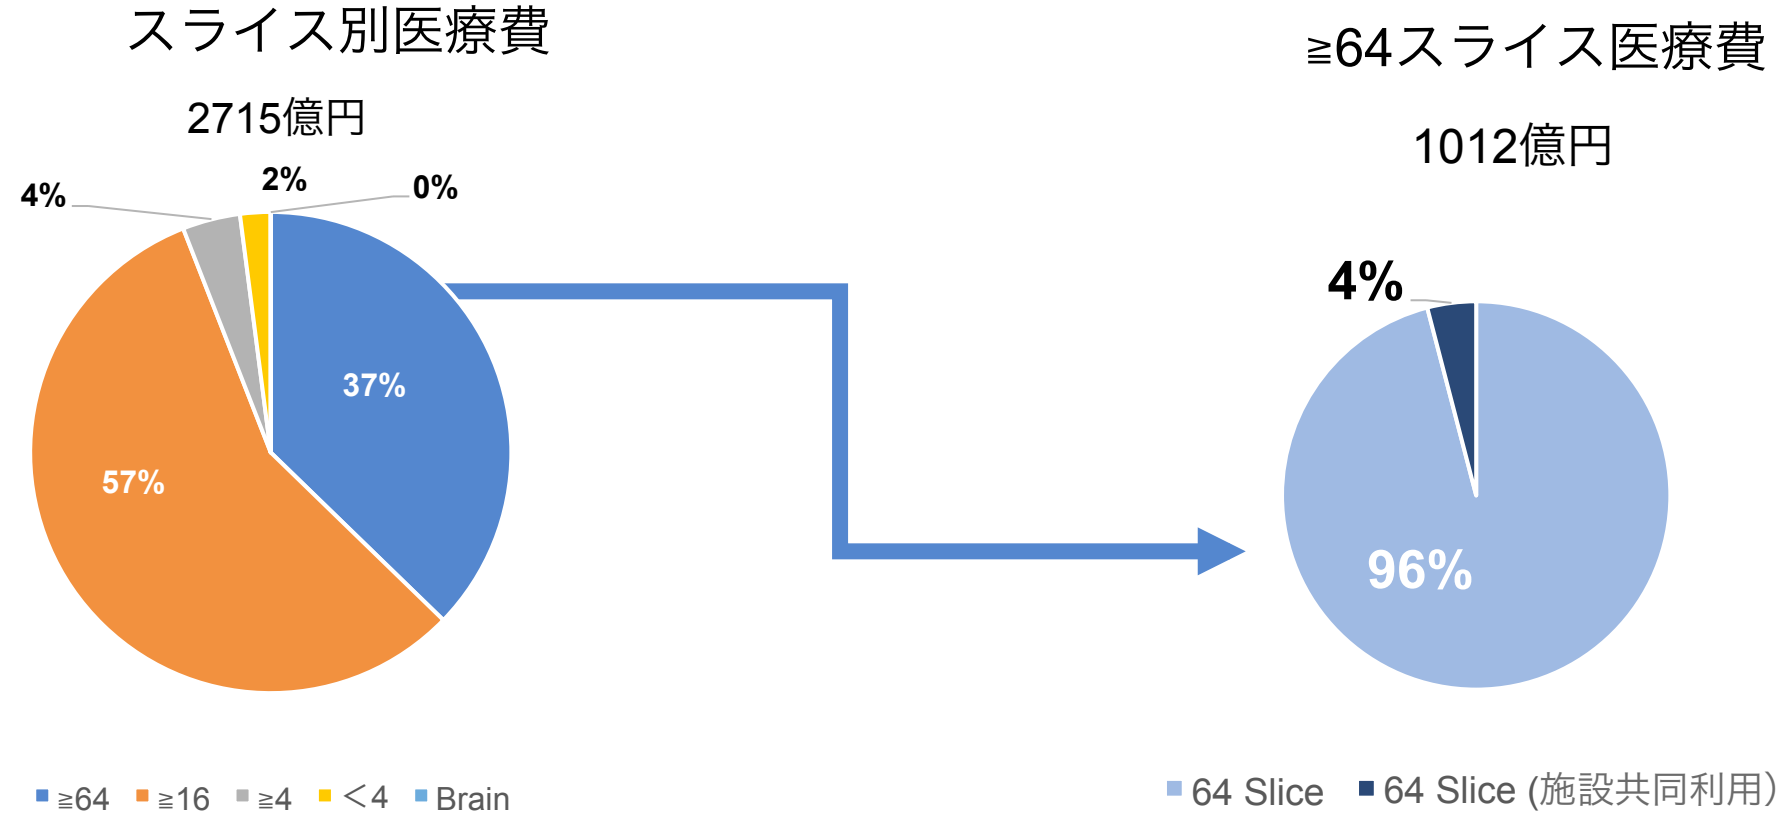 スライス別医療費
2715億円
4%
2%
0%
37%
57%
≧64
≧16
≧4
＜4
Brain
≧64スライス医療費
1012億円
4%
96%
64 Slice
64 Slice (施設共同利用）